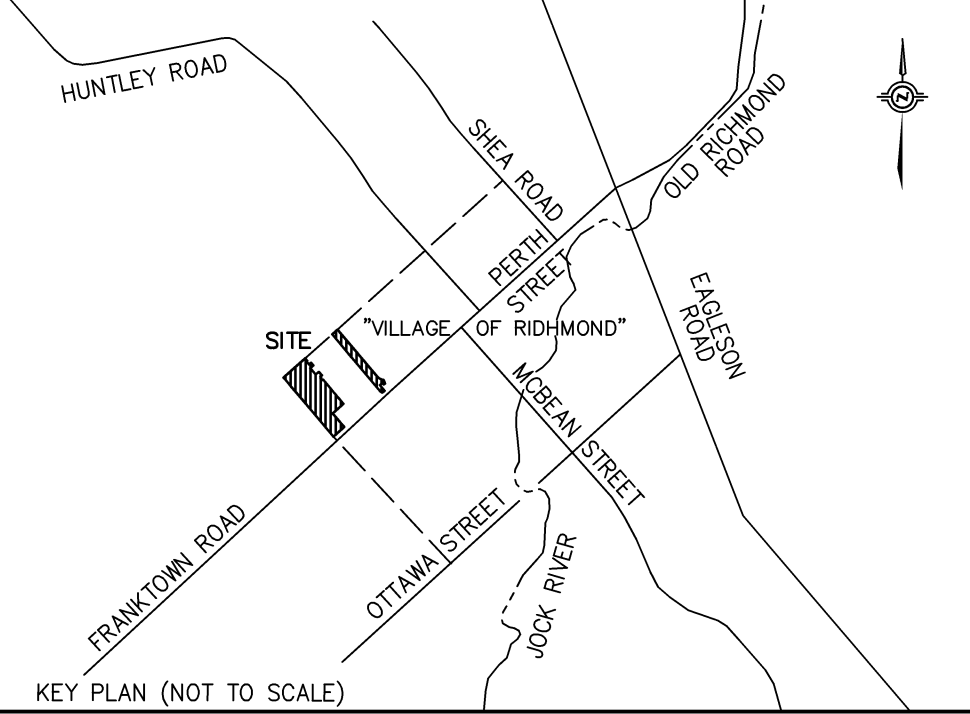 HUNTLEY ROAD
SHEA ROAD
OLD RICHMOND
ROAD
N
PERTH
STREET
EAGLESON
ROAD
SITE
"VILLAGE OF RIDHMOND"
MCBEAN STREET
FRANKTOWN ROAD
OTTAWA STREET
JOCK RIVER
KEY PLAN (NOT TO SCALE)